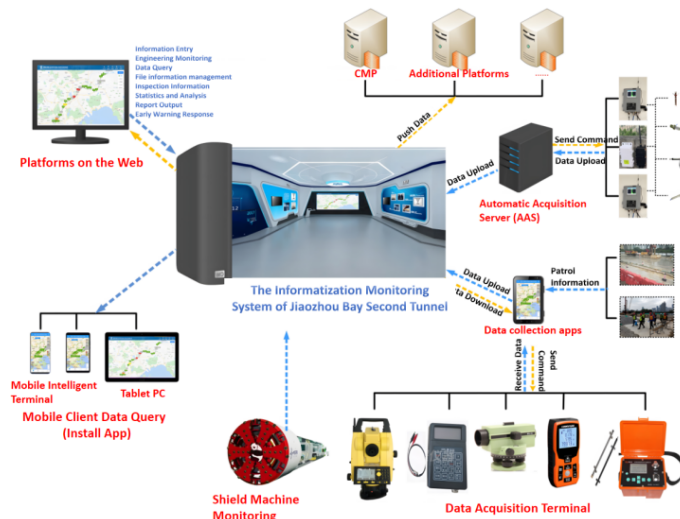 Information Entry
Engineering Monitoring
Data Query
File information management
Inspection Information
Statistics and Analysis
Report Output
Early Warning Response
Platforms on the Web
CMP
Additional Platforms
......
Push Data
Send Command
Data Upload
Data Upload
Automatic Acquisition
Server (AAS)
The Informatization Monitoring
System of Jiaozhou Bay Second Tunnel
Data Upload
Data Download
Patrol
Information
Data collection apps
Mobile Intelligent
Terminal
Tablet PC
Mobile Client Data Query
(Install App)
Receive Data
Send
Command
Shield Machine
Monitoring
Data Acquisition Terminal